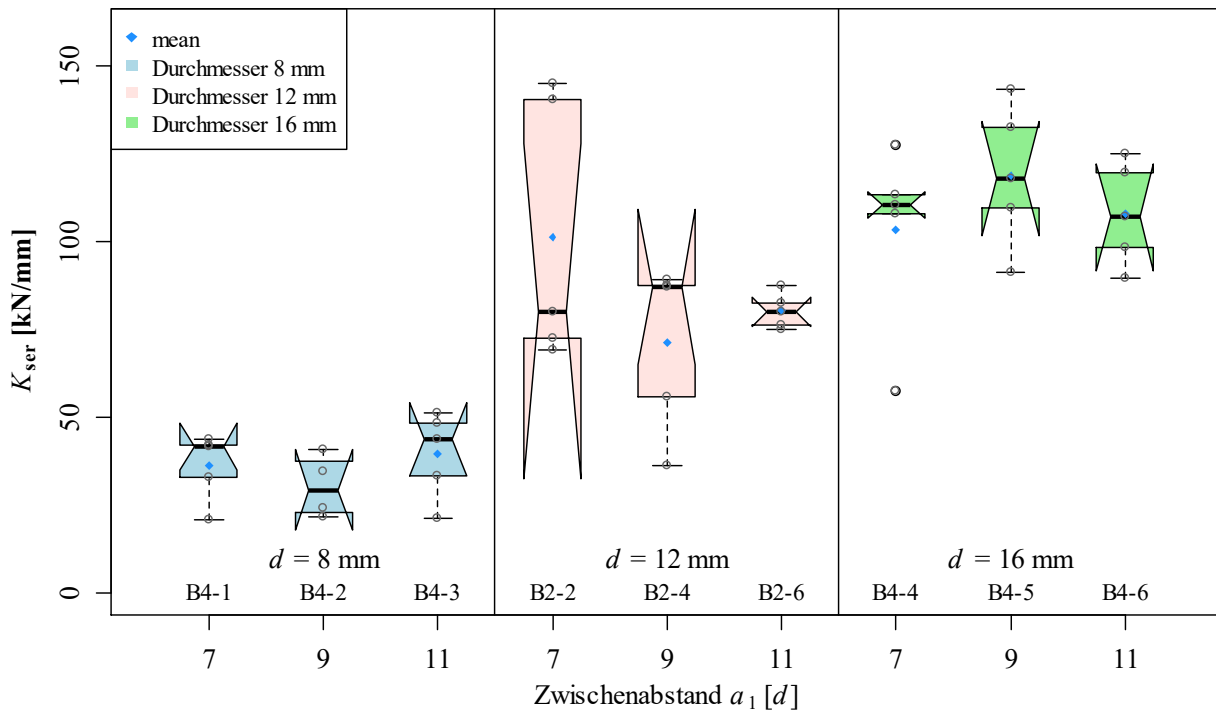 150
100
50
0
K_ser [kN/mm]
mean
Durchmesser 8 mm
Durchmesser 12 mm
Durchmesser 16 mm
d = 8 mm
d = 12 mm
d = 16 mm
B4-1 B4-2 B4-3 B2-2 B2-4 B2-6 B4-4 B4-5 B4-6
7 9 11 7 9 11 7 9 11
Zwischenabstand a_1 [d]